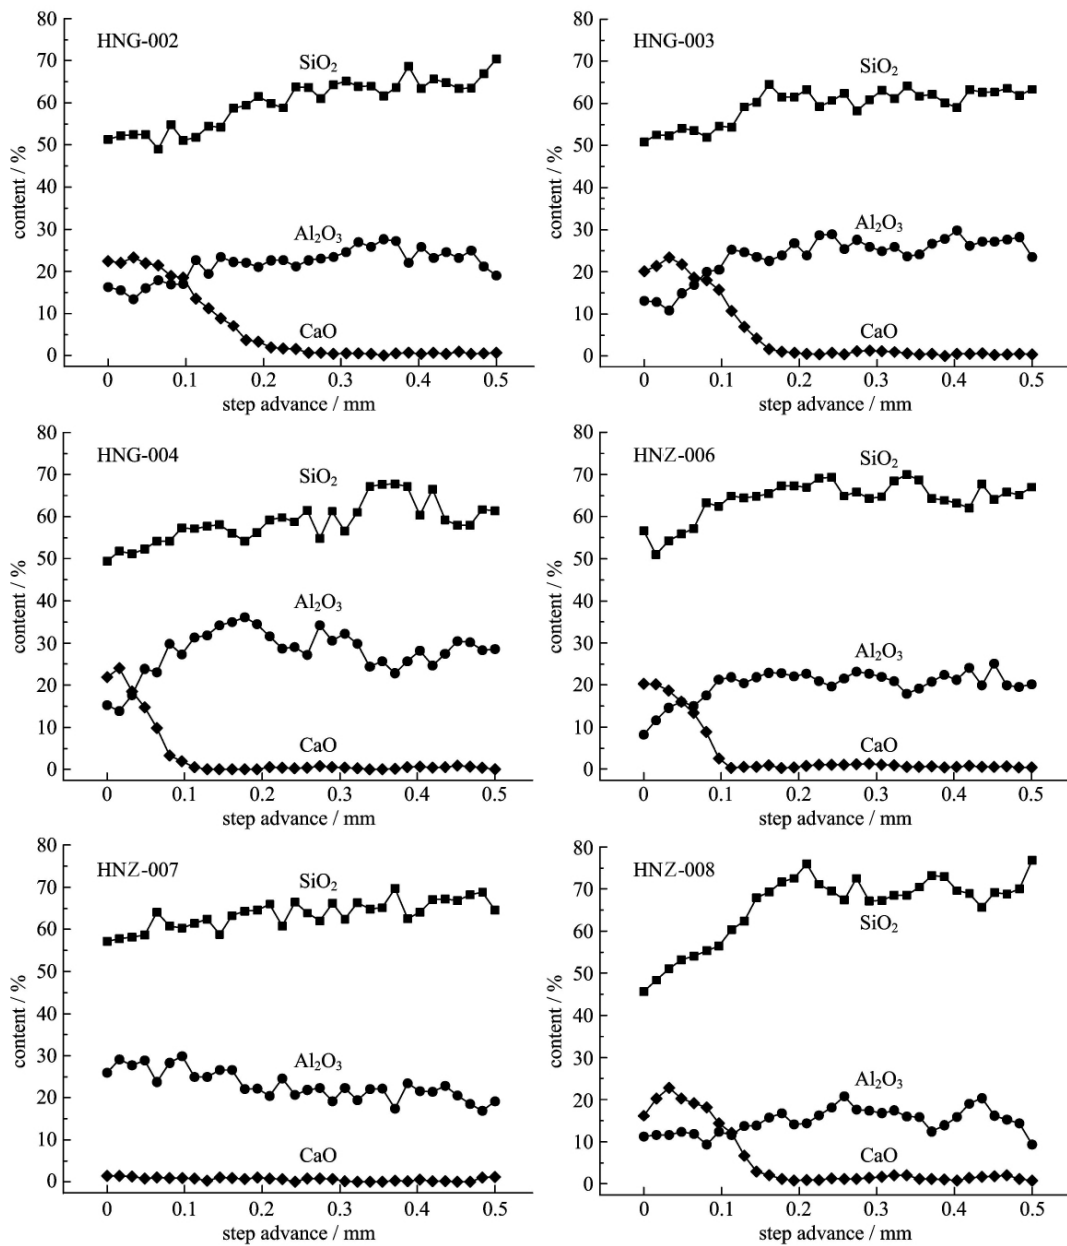 HNG-002
SiO₂
Al₂O₃
CaO
content / %
80
70
60
50
40
30
20
10
0
0 0.1 0.2 0.3 0.4 0.5
step advance / mm
HNG-003
SiO₂
Al₂O₃
CaO
content / %
80
70
60
50
40
30
20
10
0
0 0.1 0.2 0.3 0.4 0.5
step advance / mm
HNG-004
SiO₂
Al₂O₃
CaO
content / %
80
70
60
50
40
30
20
10
0
0 0.1 0.2 0.3 0.4 0.5
step advance / mm
HNZ-006
SiO₂
Al₂O₃
CaO
content / %
80
70
60
50
40
30
20
10
0
0 0.1 0.2 0.3 0.4 0.5
step advance / mm
HNZ-007
SiO₂
Al₂O₃
CaO
content / %
80
70
60
50
40
30
20
10
0
0 0.1 0.2 0.3 0.4 0.5
step advance / mm
HNZ-008
SiO₂
Al₂O₃
CaO
content / %
80
70
60
50
40
30
20
10
0
0 0.1 0.2 0.3 0.4 0.5
step advance / mm